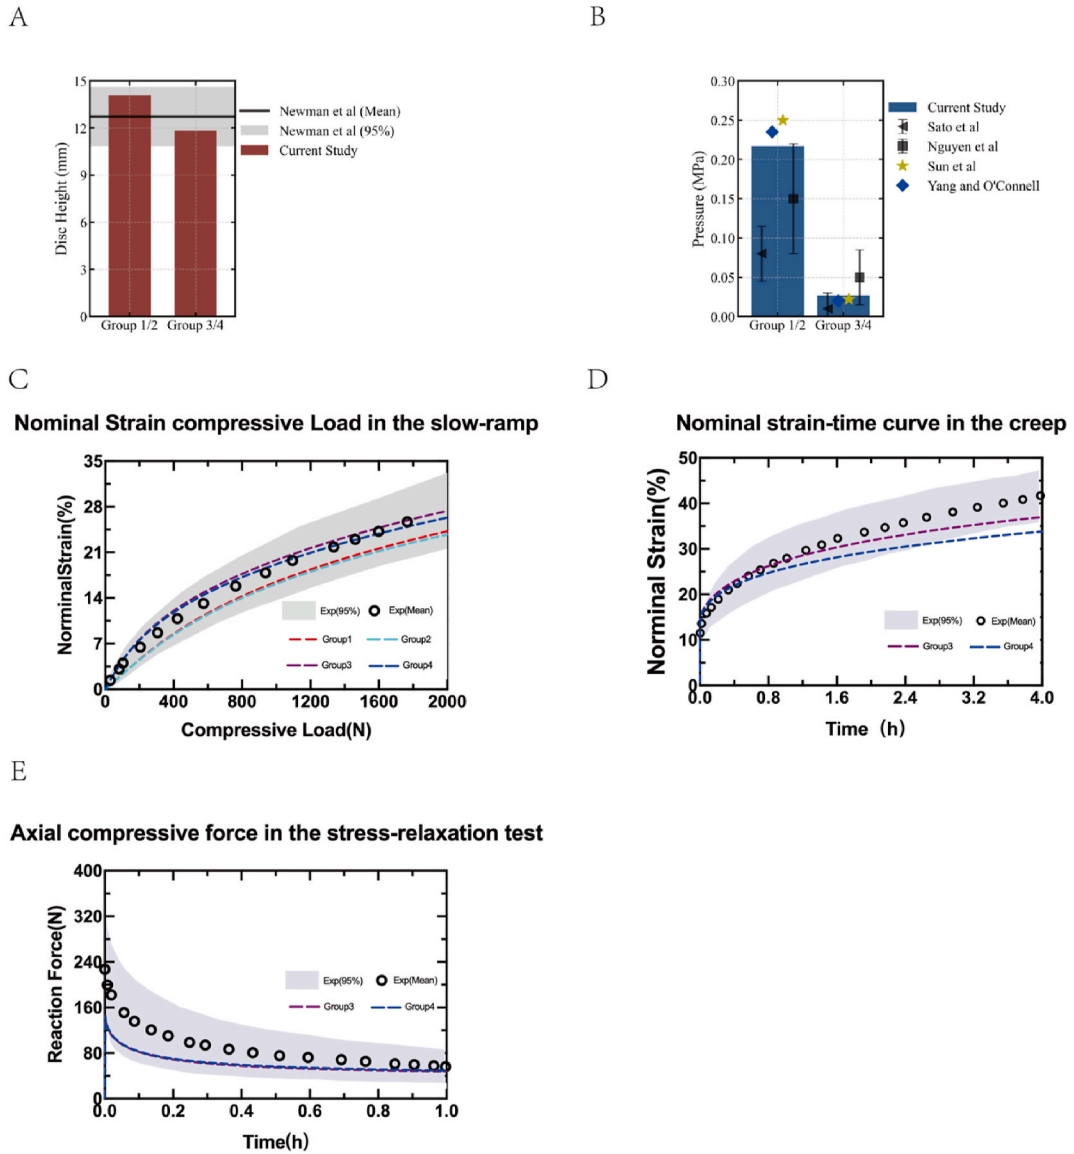 A
15
12
9
6
3
0
Disc Height (mm)
Group 1/2
Group 3/4
Newman et al (Mean)
Newman et al (95%)
Current Study
B
0.30
0.25
0.20
0.15
0.10
0.05
0.00
Pressure (MPa)
Group 1/2
Group 3/4
Current Study
Sato et al
Nguyen et al
Sun et al
Yang and O'Connell
C
Nominal Strain compressive Load in the slow-ramp
35
28
21
14
7
0
NorminalStrain(%)
Exp(95%)
Exp(Mean)
Group1
Group2
Group3
Group4
0
400
800
1200
1600
2000
Compressive Load(N)
D
Nominal strain-time curve in the creep
50
40
30
20
10
0
Norminal Strain(%)
Exp(95%)
Exp(Mean)
Group3
Group4
0.0
0.8
1.6
2.4
3.2
4.0
Time (h)
E
Axial compressive force in the stress-relaxation test
400
320
240
160
80
0
Reaction Force(N)
Exp(95%)
Exp(Mean)
Group3
Group4
0.0
0.2
0.4
0.6
0.8
1.0
Time(h)